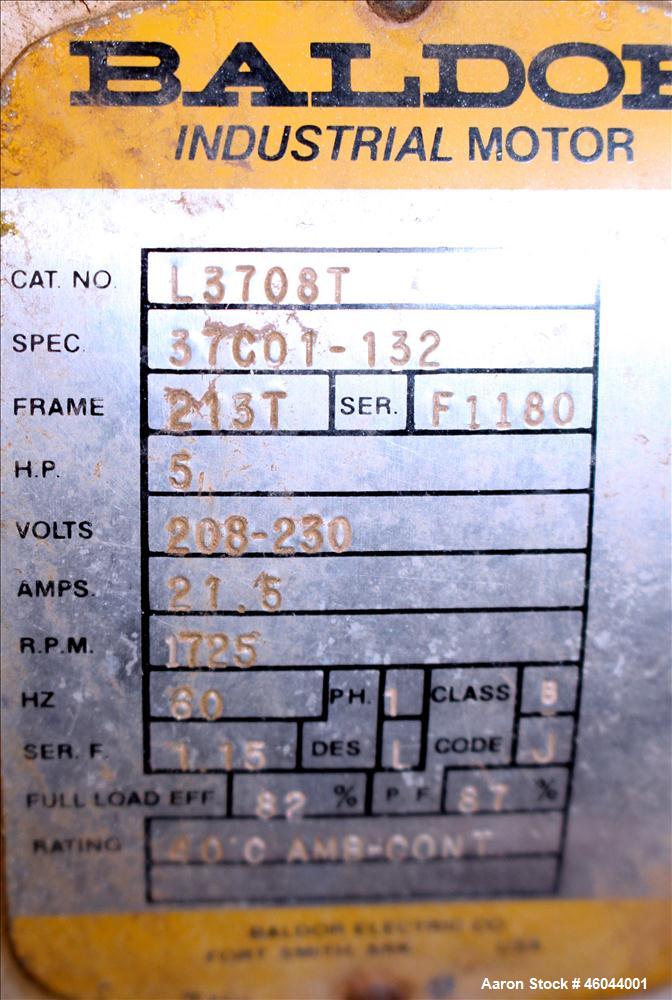 BALDOR
INDUSTRIAL MOTOR
CAT. NO. L3708T
SPEC. 37C01-132
FRAME 213T SER. F1180
H.P. 5
VOLTS 208-230
AMPS. 21.5
R.P.M. 1725
HZ 60 PH. 1 CLASS B
SER. F. 1.15 DES L CODE J
FULL LOAD EFF. 82 % P.F. 87 %
RATING 40°C AMB-CONT
BALDOR ELECTRIC CO.
FORT SMITH, ARK. USA
Aaron Stock # 46044001